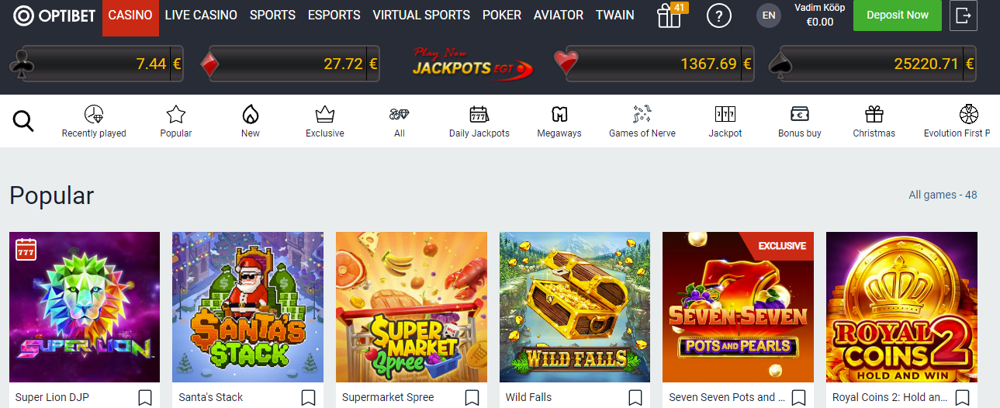 OPTIBET CASINO LIVE CASINO SPORTS ESPORTS VIRTUAL SPORTS POKER AVIATOR TWAIN 41 ? EN Vadim Kööp Deposit Now
€0.00
7.44 € 27.72 € Play Now 1367.69 € 25220.71 €
JACKPOTS EGT
Recently played Popular New Exclusive All Daily Jackpots Megaways Games of Nerve Jackpot Bonus buy Christmas Evolution First P
Popular
All games - 48
777
SUPER LION
SANTA'S
$TACK
SUPER
MARKET
Spree
WILD FALLS
EXCLUSIVE
SEVEN-SEVEN
POTS AND PEARLS
ROYAL
COINS 2
HOLD AND WIN
Super Lion DJP Santa's Stack Supermarket Spree Wild Falls Seven Seven Pots and ... Royal Coins 2: Hold an...